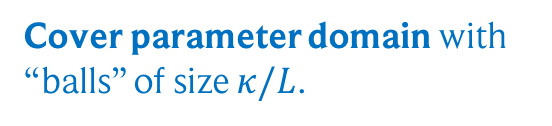 Cover parameter domain with
“balls” of size κ/L.